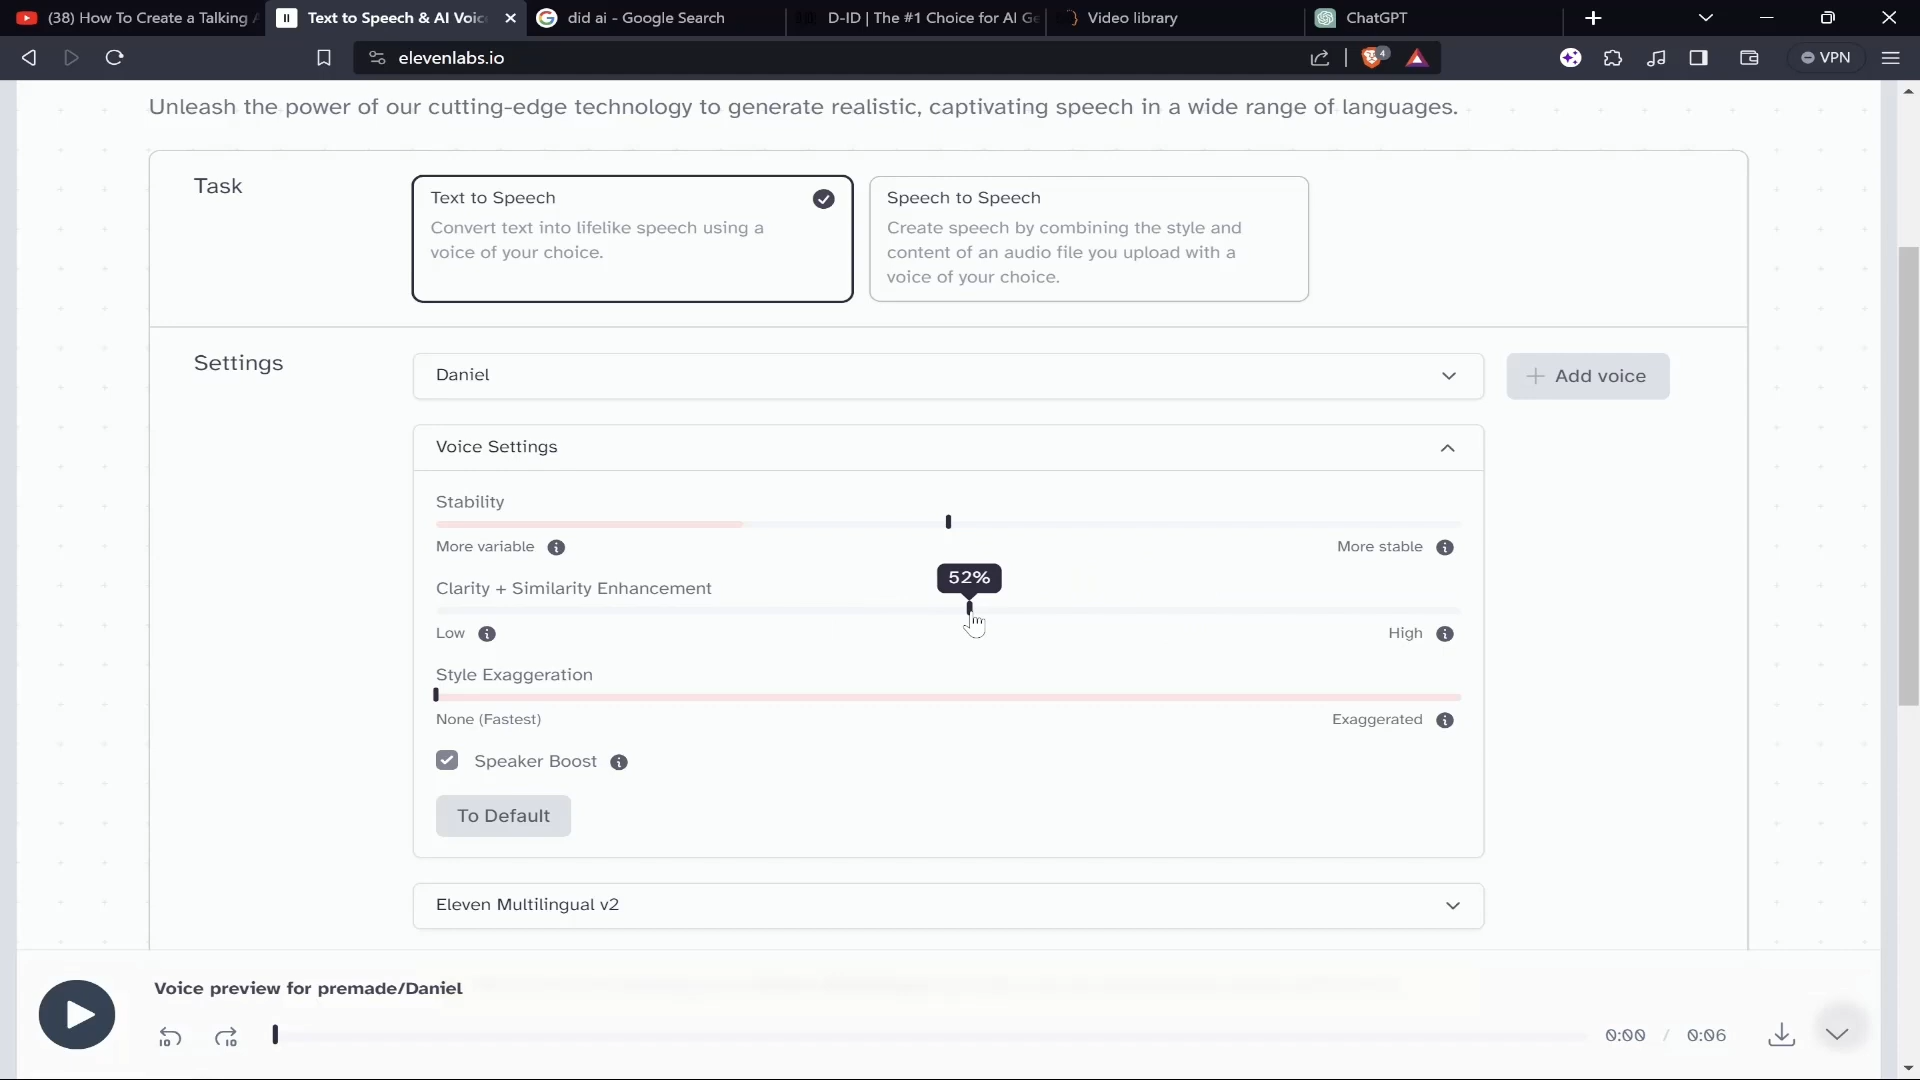 (38) How To Create a Talking
Text to Speech & AI Voic
did ai - Google Search
D-ID | The #1 Choice for AI Ge
Video library
ChatGPT
elevenlabs.io
4
VPN
Unleash the power of our cutting-edge technology to generate realistic, captivating speech in a wide range of languages.
Task
Text to Speech
Convert text into lifelike speech using a
voice of your choice.
Speech to Speech
Create speech by combining the style and
content of an audio file you upload with a
voice of your choice.
Settings
Daniel
Add voice
Voice Settings
Stability
More variable
More stable
52%
Clarity + Similarity Enhancement
Low
High
Style Exaggeration
None (Fastest)
Exaggerated
Speaker Boost
To Default
Eleven Multilingual v2
Voice preview for premade/Daniel
10
10
0:00 / 0:06